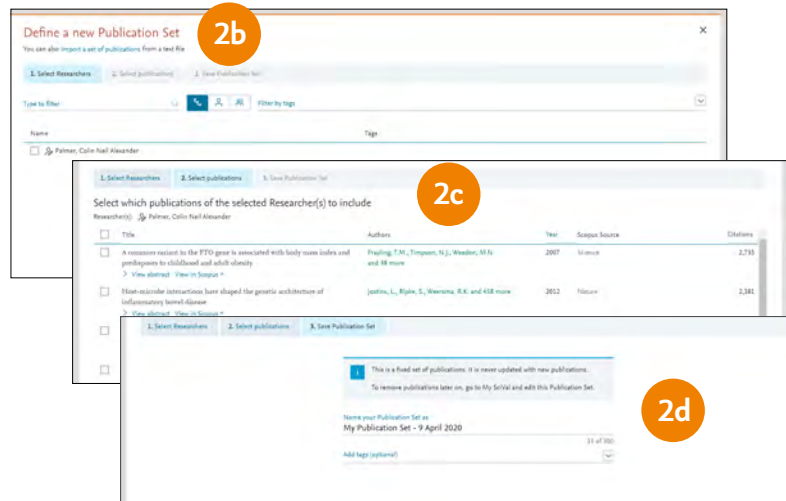 Define a new Publication Set
2b
You can also import a set of publications from a text file
1. Select Researchers 2. Select publications 3. Save Publication Set
Type to filter Filter by tags
Name Tags
Palmer, Colin Nail Alexander
1. Select Researchers 2. Select publications 3. Save Publication Set
2c
Select which publications of the selected Researcher(s) to include
Researcher(s): Palmer, Colin Nail Alexander
Title Authors Year Scopus Source Citations
A common variant in the FTO gene is associated with body mass index and Frayling, T.M., Timpson, N.J., Weedon, M.N. 2007 Science 2,735
predisposes to childhood and adult obesity and 38 more
> View abstract View in Scopus
Host-microbe interactions have shaped the genetic architecture of Jostins, L., Ripke, S., Weersma, R.K. and 458 more 2012 Nature
inflammatory bowel disease
> View abstract View in Scopus
1. Select Researchers 2. Select publications 3. Save Publication Set
i This is a fixed set of publications. It is never updated with new publications.
To remove publications later on, go to My SciVal and edit this Publication Set.
2d
Name your Publication Set as
My Publication Set - 9 April 2020
Add tags (optional)